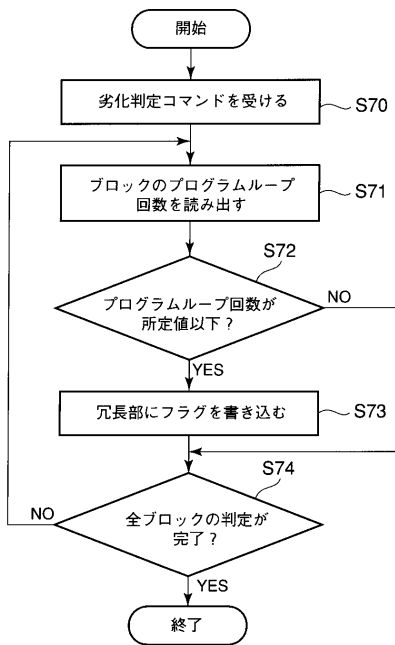 開始
劣化判定コマンドを受ける
S70
ブロックのプログラムループ
回数を読み出す
S71
S72
プログラムループ回数が
所定値以下？
NO
YES
冗長部にフラグを書き込む
S73
S74
全ブロックの判定が
完了？
NO
YES
終了